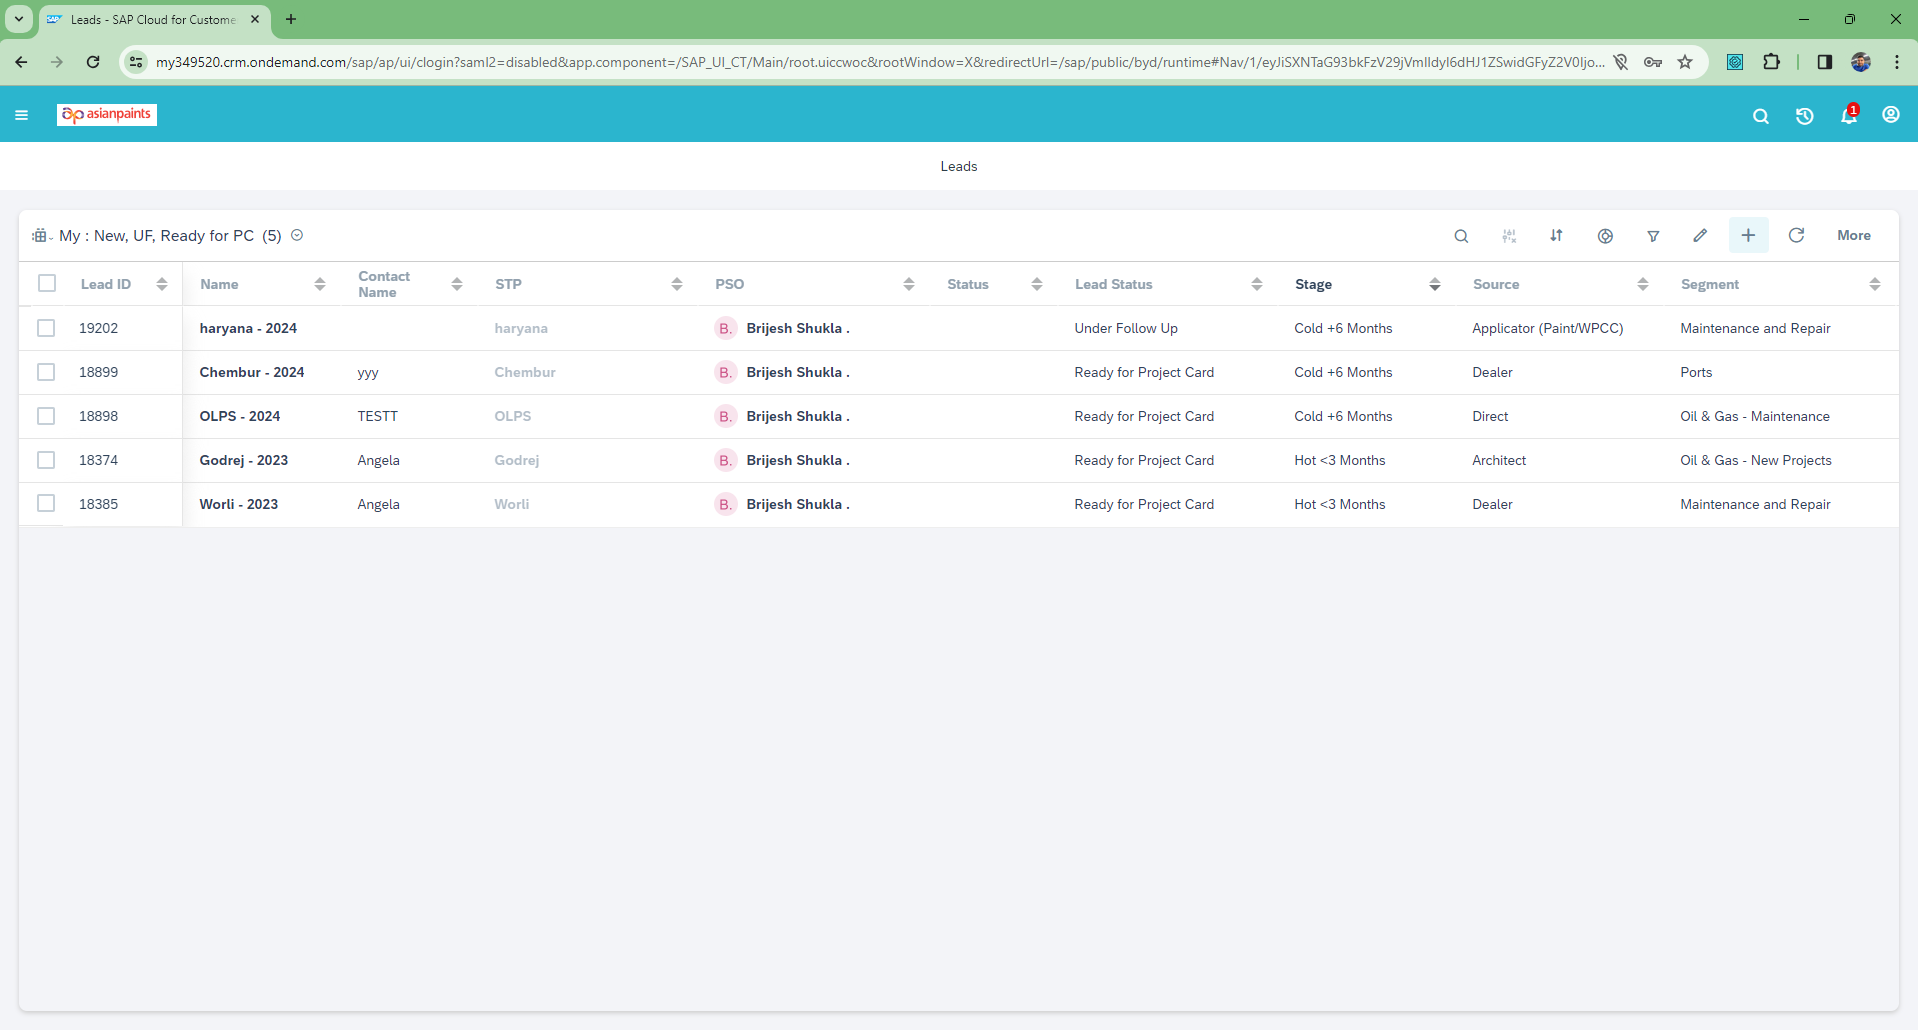 Leads - SAP Cloud for Custome
my349520.crm.ondemand.com/sap/ap/ui/clogin?saml2=disabled&app.component=/SAP_UI_CT/Main/root.uiccwoc&rootWindow=X&redirectUrl=/sap/public/byd/runtime#Nav/1/eyJiSXNTaG93bkFzV29jVmlldyI6dHJ1ZSwidGFyZ2V0Ijo...
asianpaints
1
Leads
My : New, UF, Ready for PC (5)
More
Lead ID Name Contact Name STP PSO Status Lead Status Stage Source Segment
19202 haryana - 2024 haryana B. Brijesh Shukla . Under Follow Up Cold +6 Months Applicator (Paint/WPCC) Maintenance and Repair
18899 Chembur - 2024 yyy Chembur B. Brijesh Shukla . Ready for Project Card Cold +6 Months Dealer Ports
18898 OLPS - 2024 TESTT OLPS B. Brijesh Shukla . Ready for Project Card Cold +6 Months Direct Oil & Gas - Maintenance
18374 Godrej - 2023 Angela Godrej B. Brijesh Shukla . Ready for Project Card Hot <3 Months Architect Oil & Gas - New Projects
18385 Worli - 2023 Angela Worli B. Brijesh Shukla . Ready for Project Card Hot <3 Months Dealer Maintenance and Repair